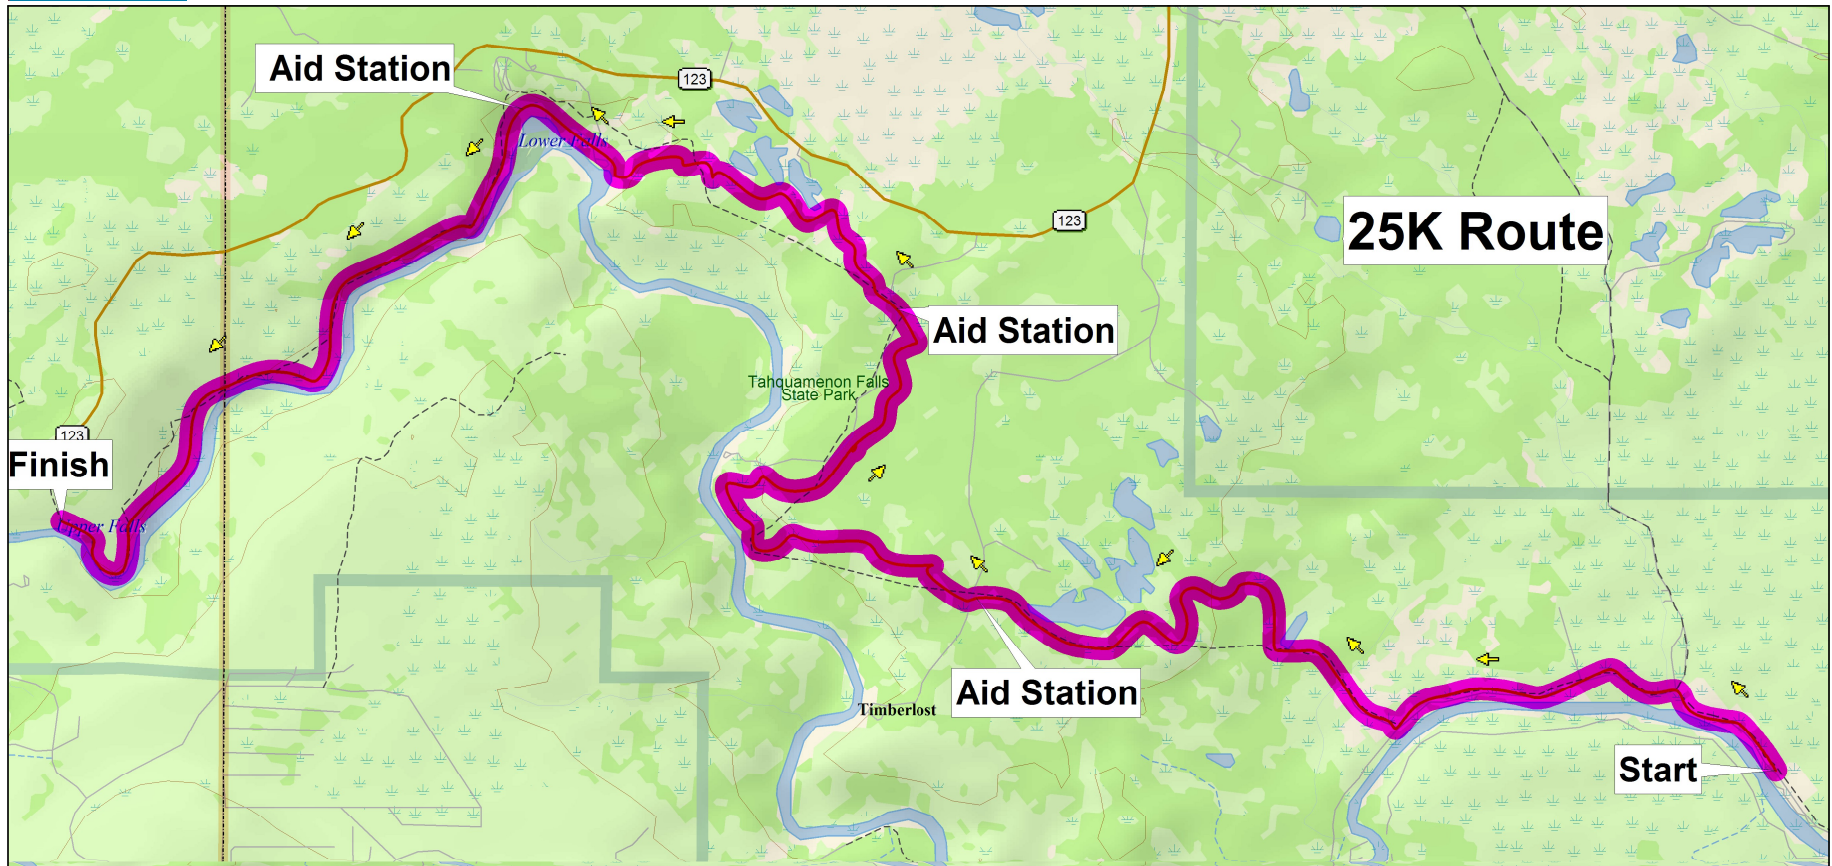 Aid Station
123
Lower Falls
123
25K Route
Aid Station
Tahquamenon Falls
State Park
123
Finish
Upper Falls
Aid Station
Timberlost
Start